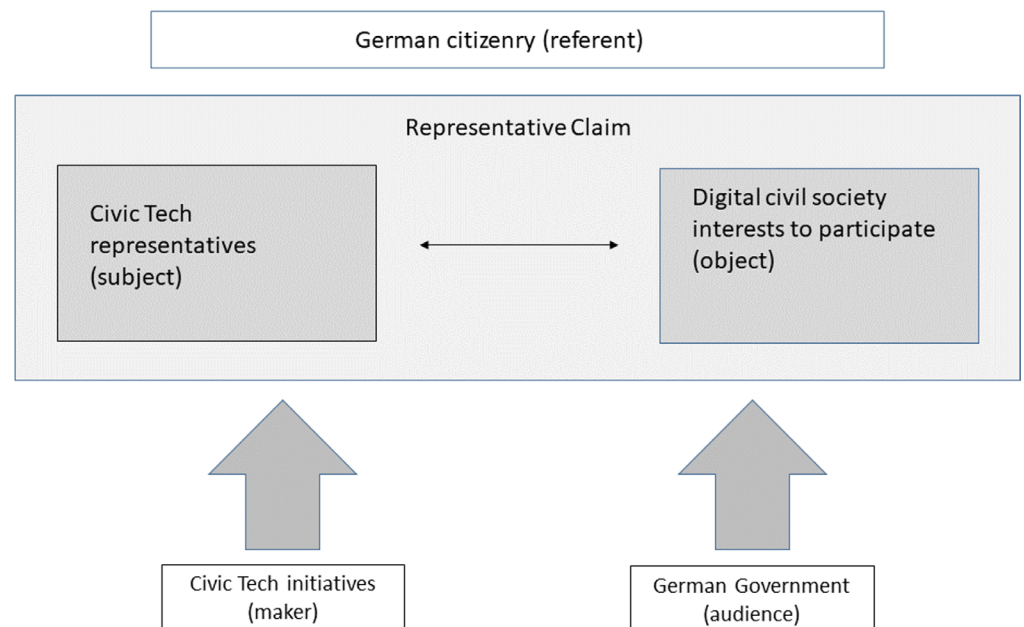 German citizenry (referent)
Representative Claim
Civic Tech
representatives
(subject)
Digital civil society
interests to participate
(object)
Civic Tech initiatives
(maker)
German Government
(audience)